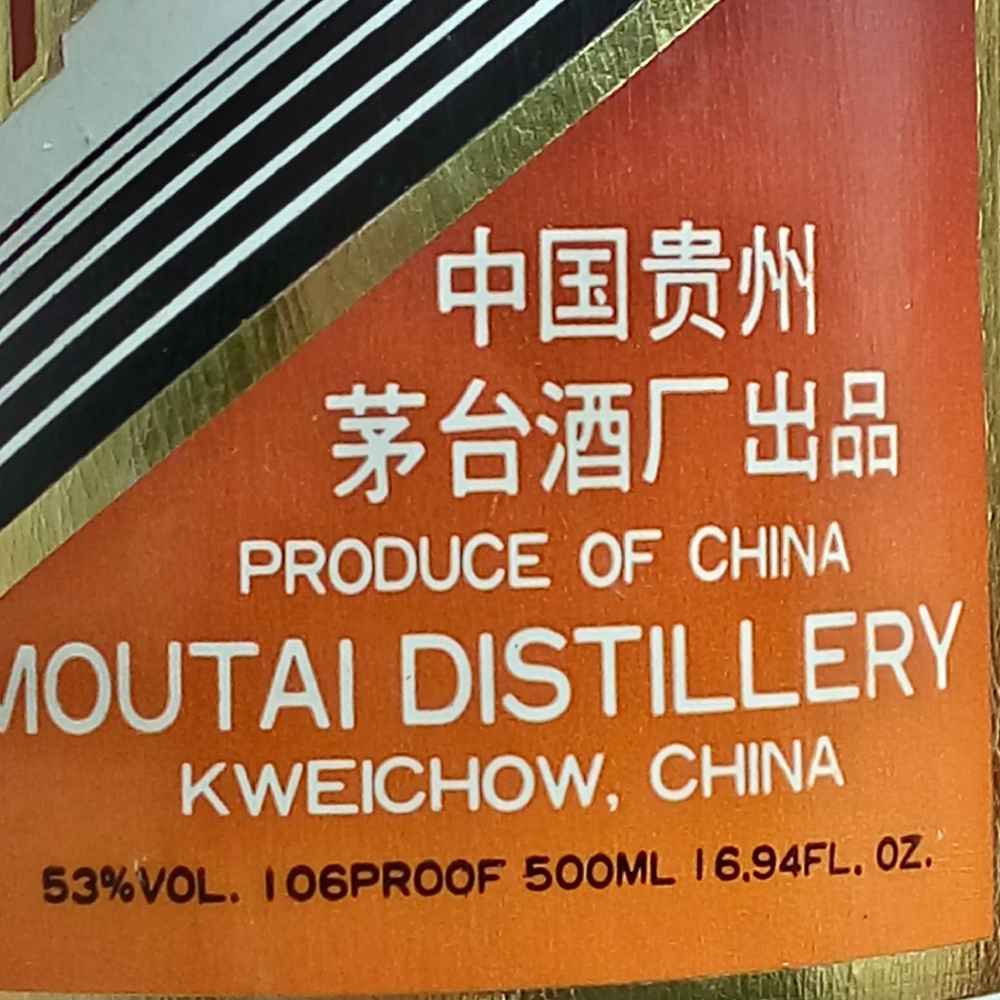 中国贵州
茅台酒厂出品
PRODUCE OF CHINA
MOUTAI DISTILLERY
KWEICHOW, CHINA
53%VOL. 106PROOF 500ML 16.94FL. OZ.